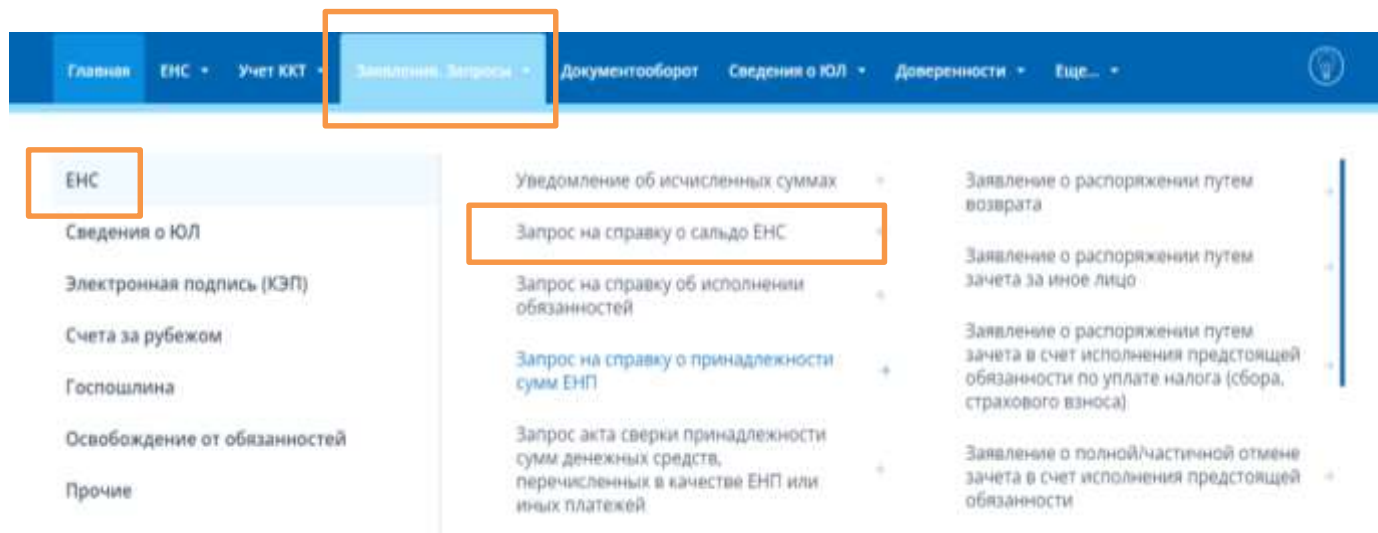 Главная ЕНС Учет ККТ Заявления. Запросы Документооборот Сведения о ЮЛ Доверенности Еще...
ЕНС
Сведения о ЮЛ
Электронная подпись (КЭП)
Счета за рубежом
Госпошлина
Освобождение от обязанностей
Прочие
Уведомление об исчисленных суммах
Запрос на справку о сальдо ЕНС
Запрос на справку об исполнении
обязанностей
Запрос на справку о принадлежности
сумм ЕНП
Запрос акта сверки принадлежности
сумм денежных средств,
перечисленных в качестве ЕНП или
иных платежей
Заявление о распоряжении путем
возврата
Заявление о распоряжении путем
зачета за иное лицо
Заявление о распоряжении путем
зачета в счет исполнения предстоящей
обязанности по уплате налога (сбора,
страхового взноса)
Заявление о полной/частичной отмене
зачета в счет исполнения предстоящей
обязанности